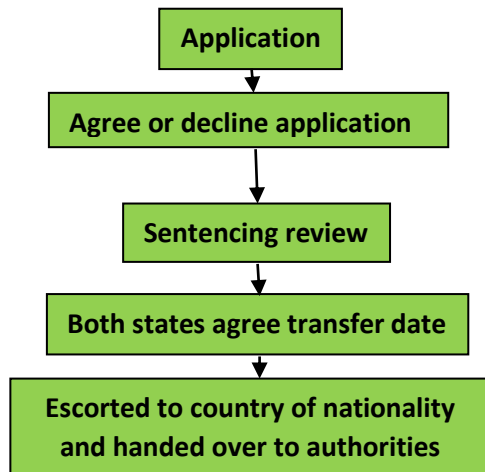 Application
Agree or decline application
Sentencing review
Both states agree transfer date
Escorted to country of nationality
and handed over to authorities